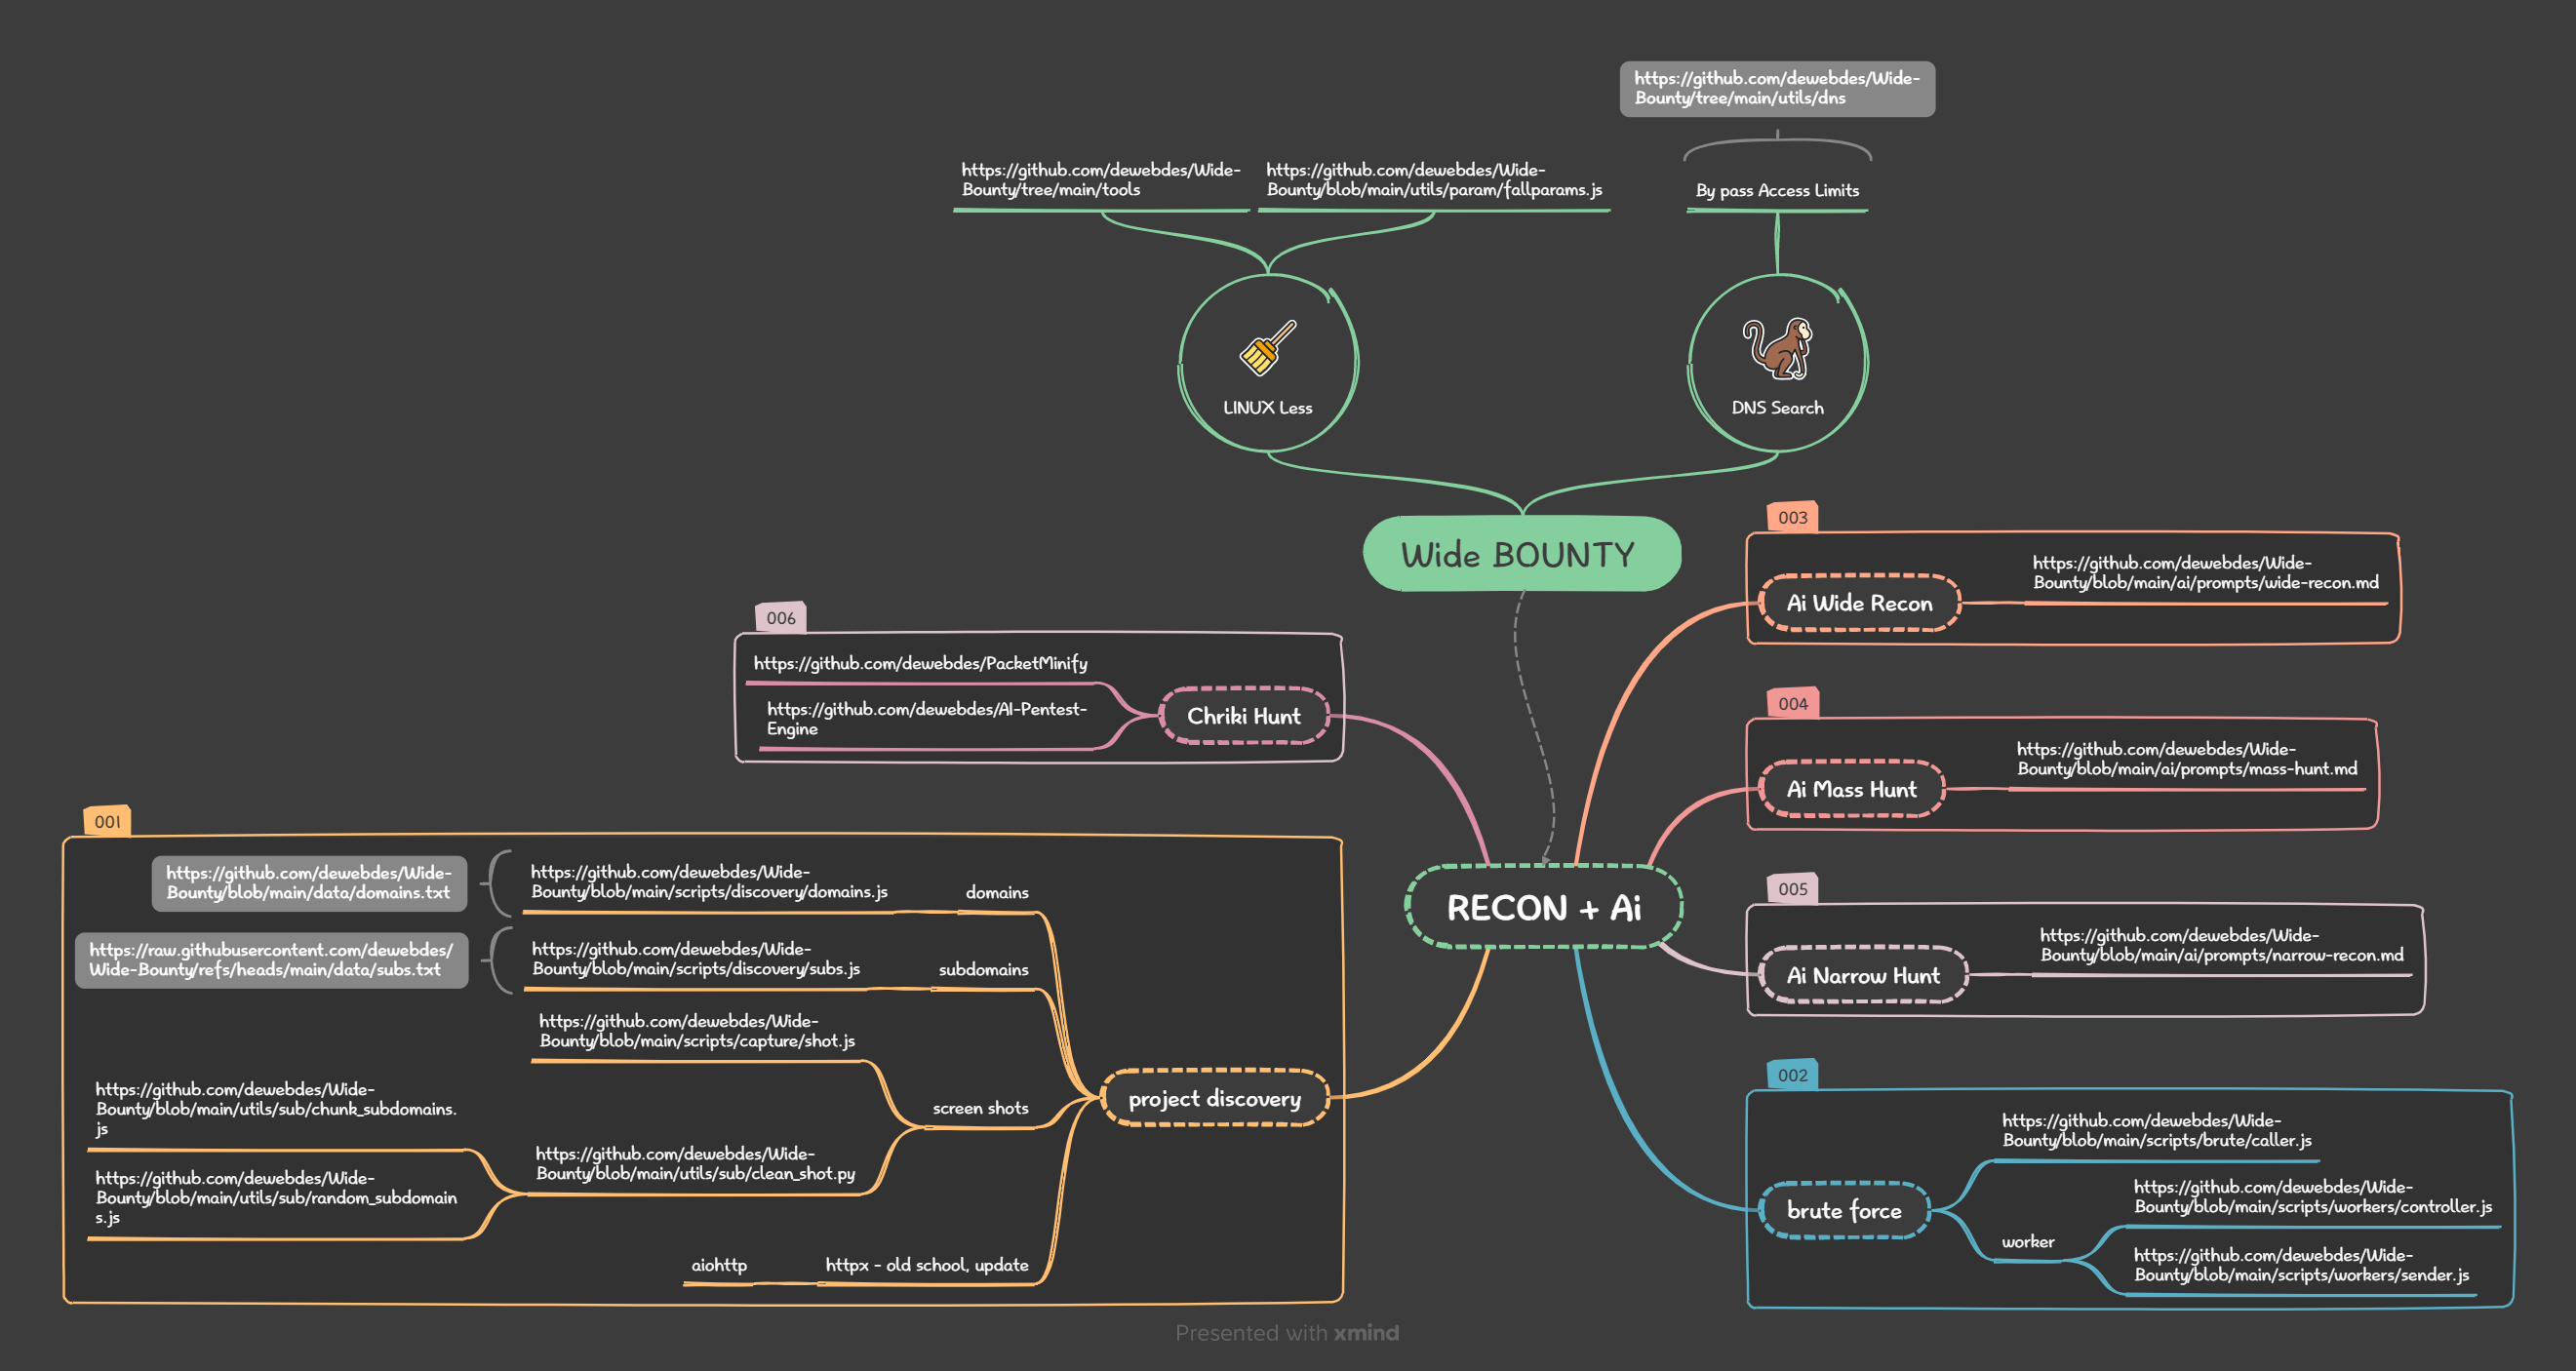 https://github.com/dewebdes/Wide-
Bounty/tree/main/utils/dns
https://github.com/dewebdes/Wide-
Bounty/tree/main/tools
https://github.com/dewebdes/Wide-
Bounty/blob/main/utils/param/fallparams.js
By pass Access Limits
LINUX Less
DNS Search
Wide BOUNTY
003
Ai Wide Recon
https://github.com/dewebdes/Wide-
Bounty/blob/main/ai/prompts/wide-recon.md
006
https://github.com/dewebdes/PacketMinify
https://github.com/dewebdes/AI-Pentest-
Engine
Chriki Hunt
004
Ai Mass Hunt
https://github.com/dewebdes/Wide-
Bounty/blob/main/ai/prompts/mass-hunt.md
RECON + Ai
005
Ai Narrow Hunt
https://github.com/dewebdes/Wide-
Bounty/blob/main/ai/prompts/narrow-recon.md
001
https://github.com/dewebdes/Wide-
Bounty/blob/main/data/domains.txt
https://github.com/dewebdes/Wide-
Bounty/blob/main/scripts/discovery/domains.js
domains
https://raw.githubusercontent.com/dewebdes/
Wide-Bounty/refs/heads/main/data/subs.txt
https://github.com/dewebdes/Wide-
Bounty/blob/main/scripts/discovery/subs.js
subdomains
https://github.com/dewebdes/Wide-
Bounty/blob/main/scripts/capture/shot.js
screen shots
project discovery
https://github.com/dewebdes/Wide-
Bounty/blob/main/utils/sub/chunk_subdomains.
js
https://github.com/dewebdes/Wide-
Bounty/blob/main/utils/sub/clean_shot.py
https://github.com/dewebdes/Wide-
Bounty/blob/main/utils/sub/random_subdomain
s.js
aiohttp
httpx - old school, update
002
brute force
https://github.com/dewebdes/Wide-
Bounty/blob/main/scripts/brute/caller.js
worker
https://github.com/dewebdes/Wide-
Bounty/blob/main/scripts/workers/controller.js
https://github.com/dewebdes/Wide-
Bounty/blob/main/scripts/workers/sender.js
Presented with xmind